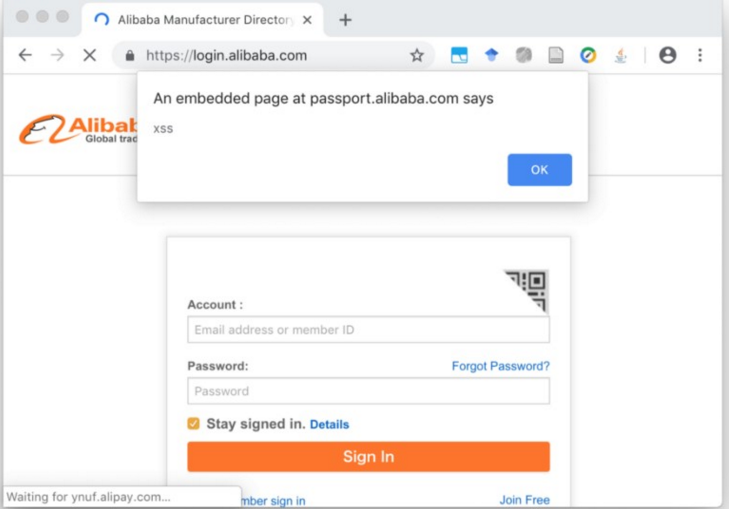 Alibaba Manufacturer Directory
https://login.alibaba.com
An embedded page at passport.alibaba.com says
xss
OK
Alibab
Global trad
Account :
Email address or member ID
Password:
Forgot Password?
Password
Stay signed in. Details
Sign In
mber sign in
Join Free
Waiting for ynuf.alipay.com...